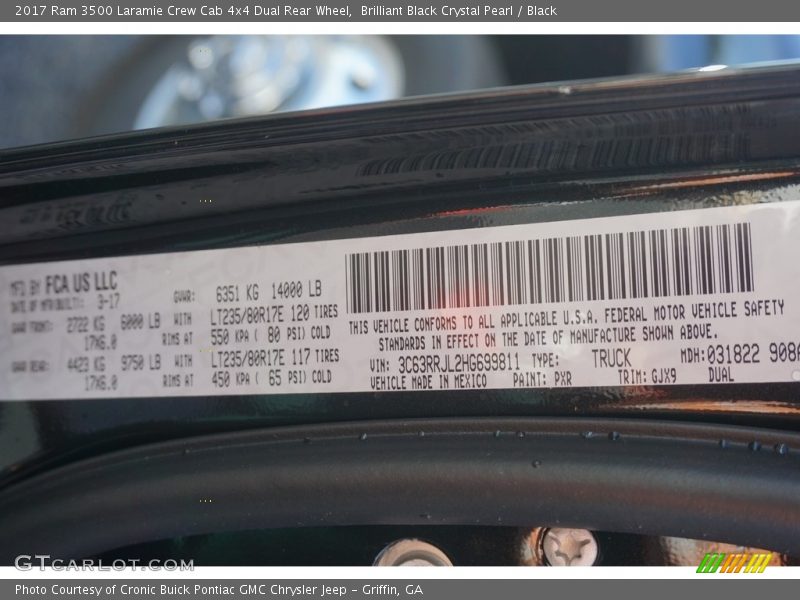 2017 Ram 3500 Laramie Crew Cab 4x4 Dual Rear Wheel,  Brilliant Black Crystal Pearl / Black
MFD BY FCA US LLC
DATE OF MFR/BUILT: 3-17 GVWR: 6351 KG 14000 LB
GAWR FRONT: 2722 KG 6000 LB WITH LT235/80R17E 120 TIRES
17X6.0 RIMS AT 550 KPA ( 80 PSI) COLD
GAWR REAR: 4423 KG 9750 LB WITH LT235/80R17E 117 TIRES
17X6.0 RIMS AT 450 KPA ( 65 PSI) COLD
THIS VEHICLE CONFORMS TO ALL APPLICABLE U.S.A. FEDERAL MOTOR VEHICLE SAFETY
STANDARDS IN EFFECT ON THE DATE OF MANUFACTURE SHOWN ABOVE.
VIN: 3C63RRJL2HG699811 TYPE: TRUCK MDH: 031822 908
VEHICLE MADE IN MEXICO PAINT: PXR TRIM: GJX9 DUAL
GTCARLOT.COM
Photo Courtesy of Cronic Buick Pontiac GMC Chrysler Jeep - Griffin, GA